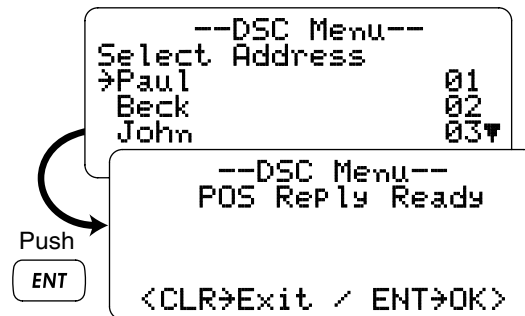 --DSC Menu--
Select Address
→Paul 01
Beck 02
John 03▼
--DSC Menu--
POS Reply Ready
Push
ENT
<CLR→Exit / ENT→OK>